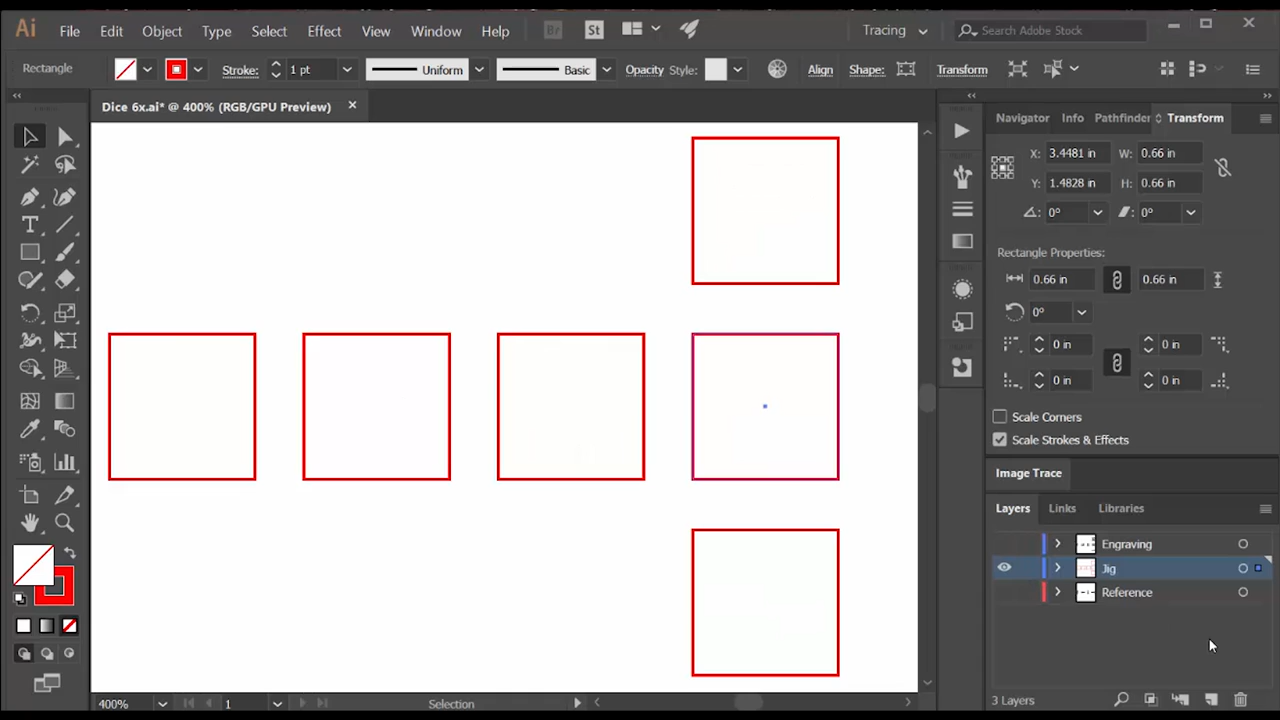 Ai File Edit Object Type Select Effect View Window Help Br St Tracing Search Adobe Stock
Rectangle Stroke: 1 pt Uniform Basic Opacity Style: Align Shape: Transform
Dice 6x.ai* @ 400% (RGB/GPU Preview)
Navigator Info Pathfinder Transform
X: 3.4481 in W: 0.66 in
Y: 1.4828 in H: 0.66 in
0° 0°
Rectangle Properties:
0.66 in 0.66 in
0°
0 in 0 in
0 in 0 in
Scale Corners
Scale Strokes & Effects
Image Trace
Layers Links Libraries
Engraving
Jig
Reference
3 Layers
400% 1 Selection